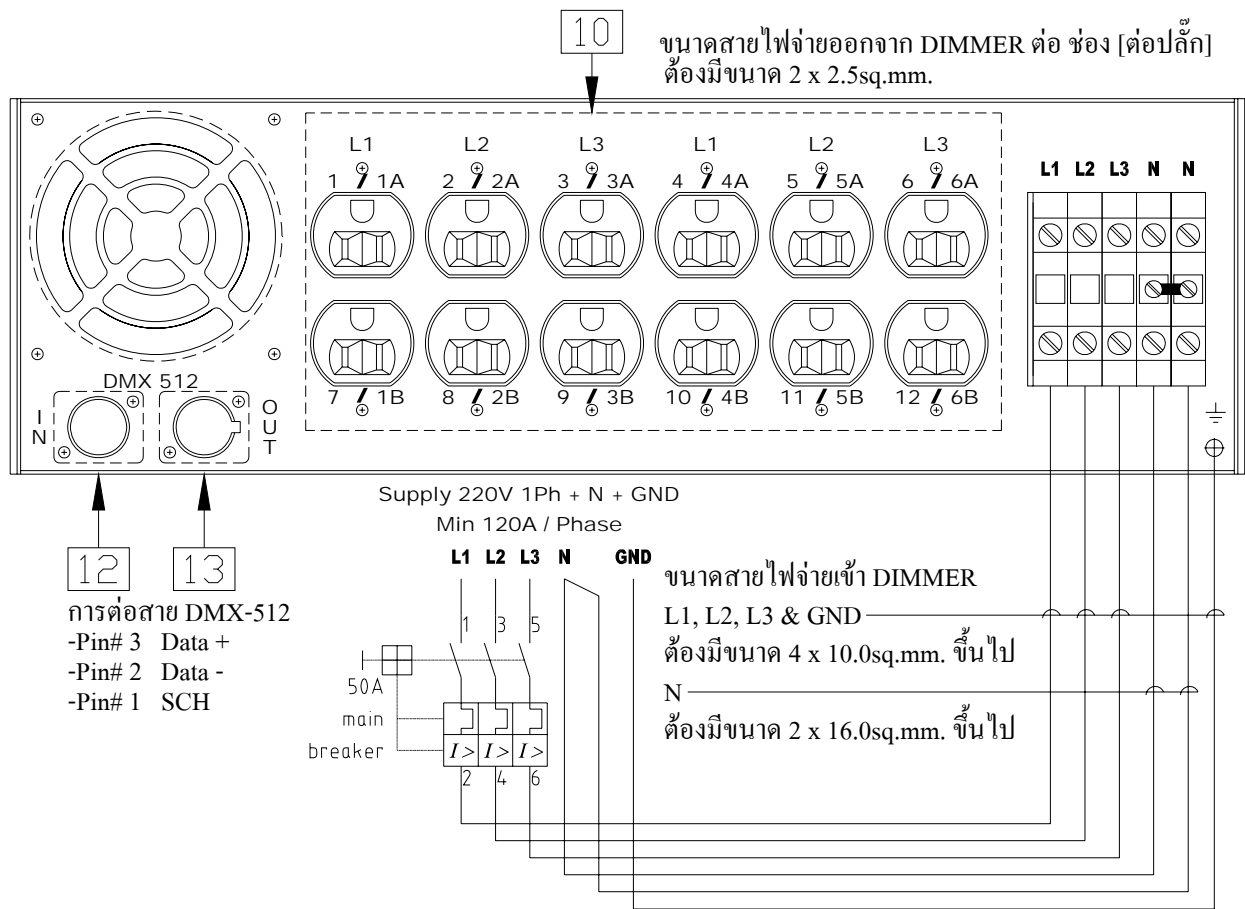 10
ขนาดสายไฟจ่ายออกจาก DIMMER ต่อ ช่อง [ต่อปลั๊ก]
ต้องมีขนาด 2 x 2.5sq.mm.
L1 L2 L3 L1 L2 L3
1 1A 2 2A 3 3A 4 4A 5 5A 6 6A
L1 L2 L3 N N
7 1B 8 2B 9 3B 10 4B 11 5B 12 6B
DMX 512
IN
OUT
12 13
การต่อสาย DMX-512
-Pin# 3 Data +
-Pin# 2 Data -
-Pin# 1 SCH
Supply 220V 1Ph + N + GND
Min 120A / Phase
L1 L2 L3 N GND
1 3 5
50A
main
breaker
I> I> I>
2 4 6
ขนาดสายไฟจ่ายเข้า DIMMER
L1, L2, L3 & GND
ต้องมีขนาด 4 x 10.0sq.mm. ขึ้นไป
N
ต้องมีขนาด 2 x 16.0sq.mm. ขึ้นไป